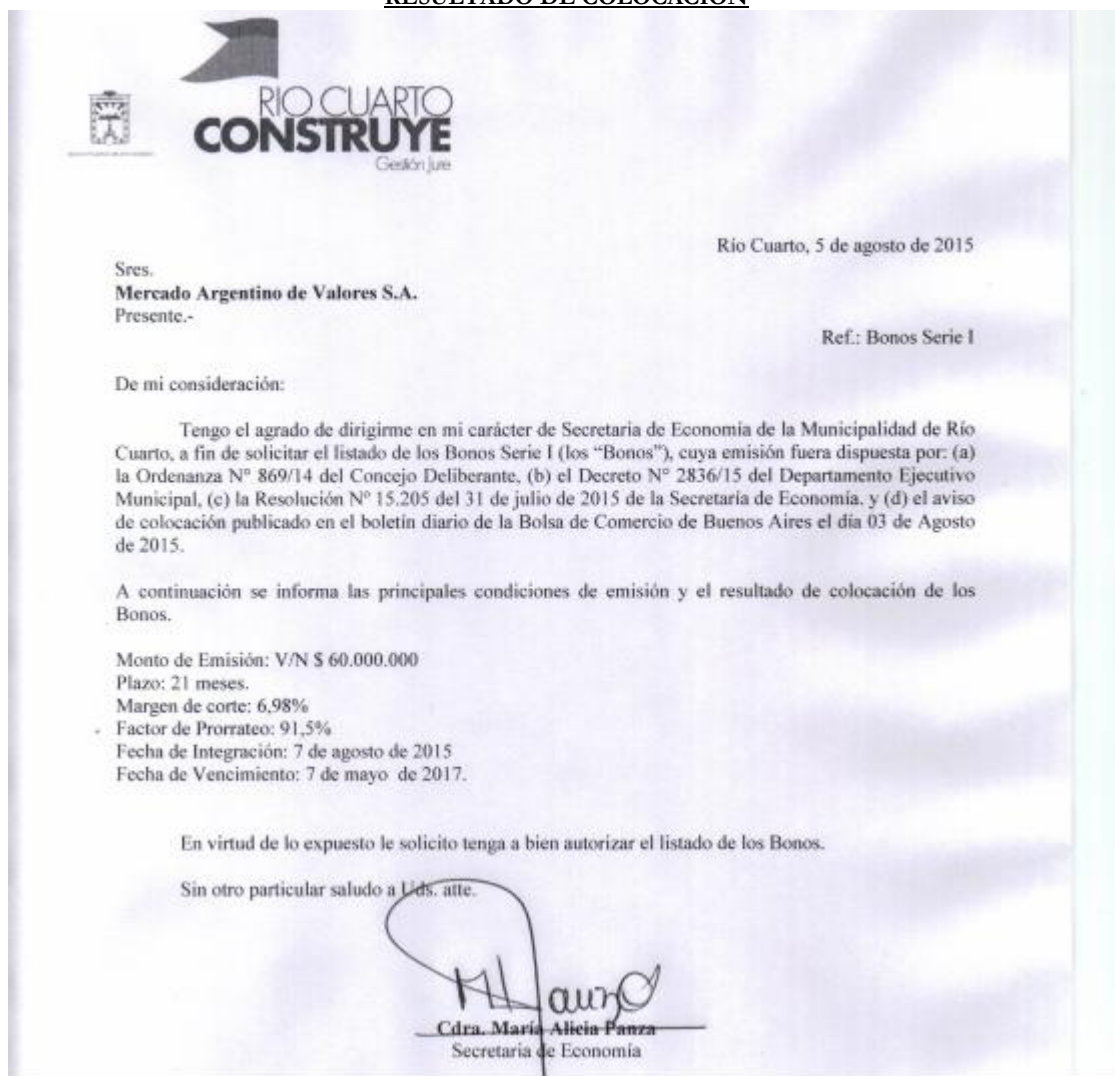 RESULTADO DE COLOCACIÓN
RIO CUARTO
CONSTRUYE
Gestión Jure
Río Cuarto, 5 de agosto de 2015
Sres.
Mercado Argentino de Valores S.A.
Presente.-
Ref.: Bonos Serie I
De mi consideración:
Tengo el agrado de dirigirme en mi carácter de Secretaria de Economía de la Municipalidad de Río
Cuarto, a fin de solicitar el listado de los Bonos Serie I (los “Bonos”), cuya emisión fuera dispuesta por: (a)
la Ordenanza N° 869/14 del Concejo Deliberante, (b) el Decreto N° 2836/15 del Departamento Ejecutivo
Municipal, (c) la Resolución N° 15.205 del 31 de julio de 2015 de la Secretaría de Economía. y (d) el aviso
de colocación publicado en el boletín diario de la Bolsa de Comercio de Buenos Aires el día 03 de Agosto
de 2015.
A continuación se informa las principales condiciones de emisión y el resultado de colocación de los
Bonos.
Monto de Emisión: V/N $ 60.000.000
Plazo: 21 meses.
Margen de corte: 6,98%
Factor de Prorrateo: 91,5%
Fecha de Integración: 7 de agosto de 2015
Fecha de Vencimiento: 7 de mayo de 2017.
En virtud de lo expuesto le solicito tenga a bien autorizar el listado de los Bonos.
Sin otro particular saludo a Uds. atte.
Cdra. María Alicia Panza
Secretaria de Economía